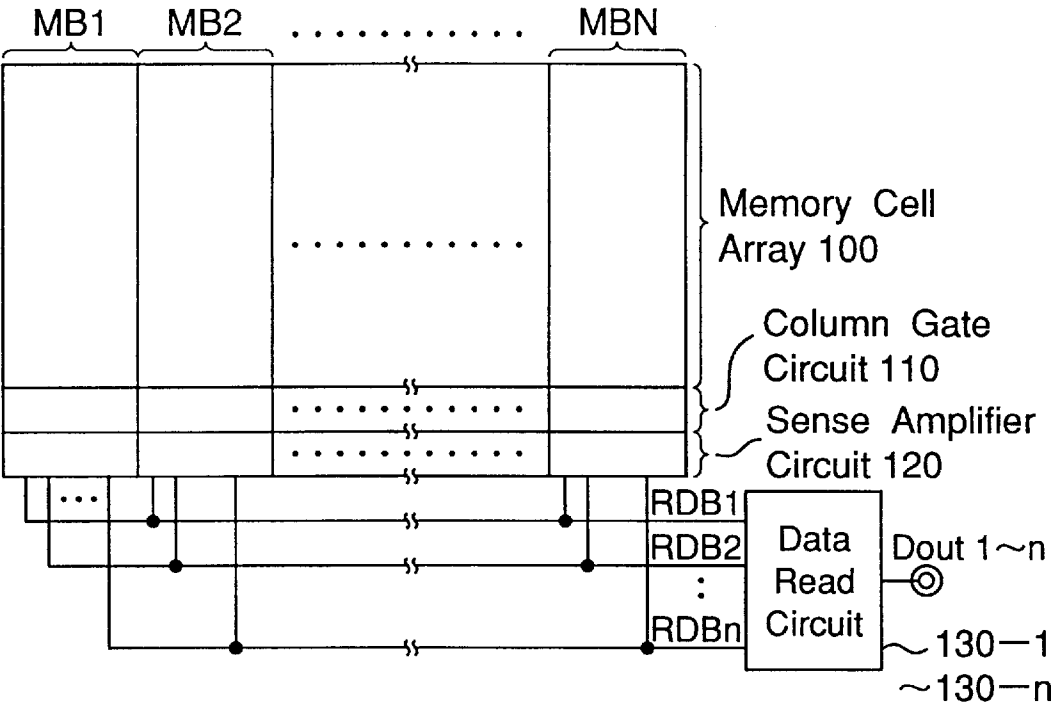 MB1 MB2 ........... MBN
Memory Cell
Array 100
...........
Column Gate
Circuit 110
...........
Sense Amplifier
Circuit 120
...........
...
RDB1
RDB2
:
RDBn
Data
Read
Circuit
Dout 1～n
130－1
～130－n